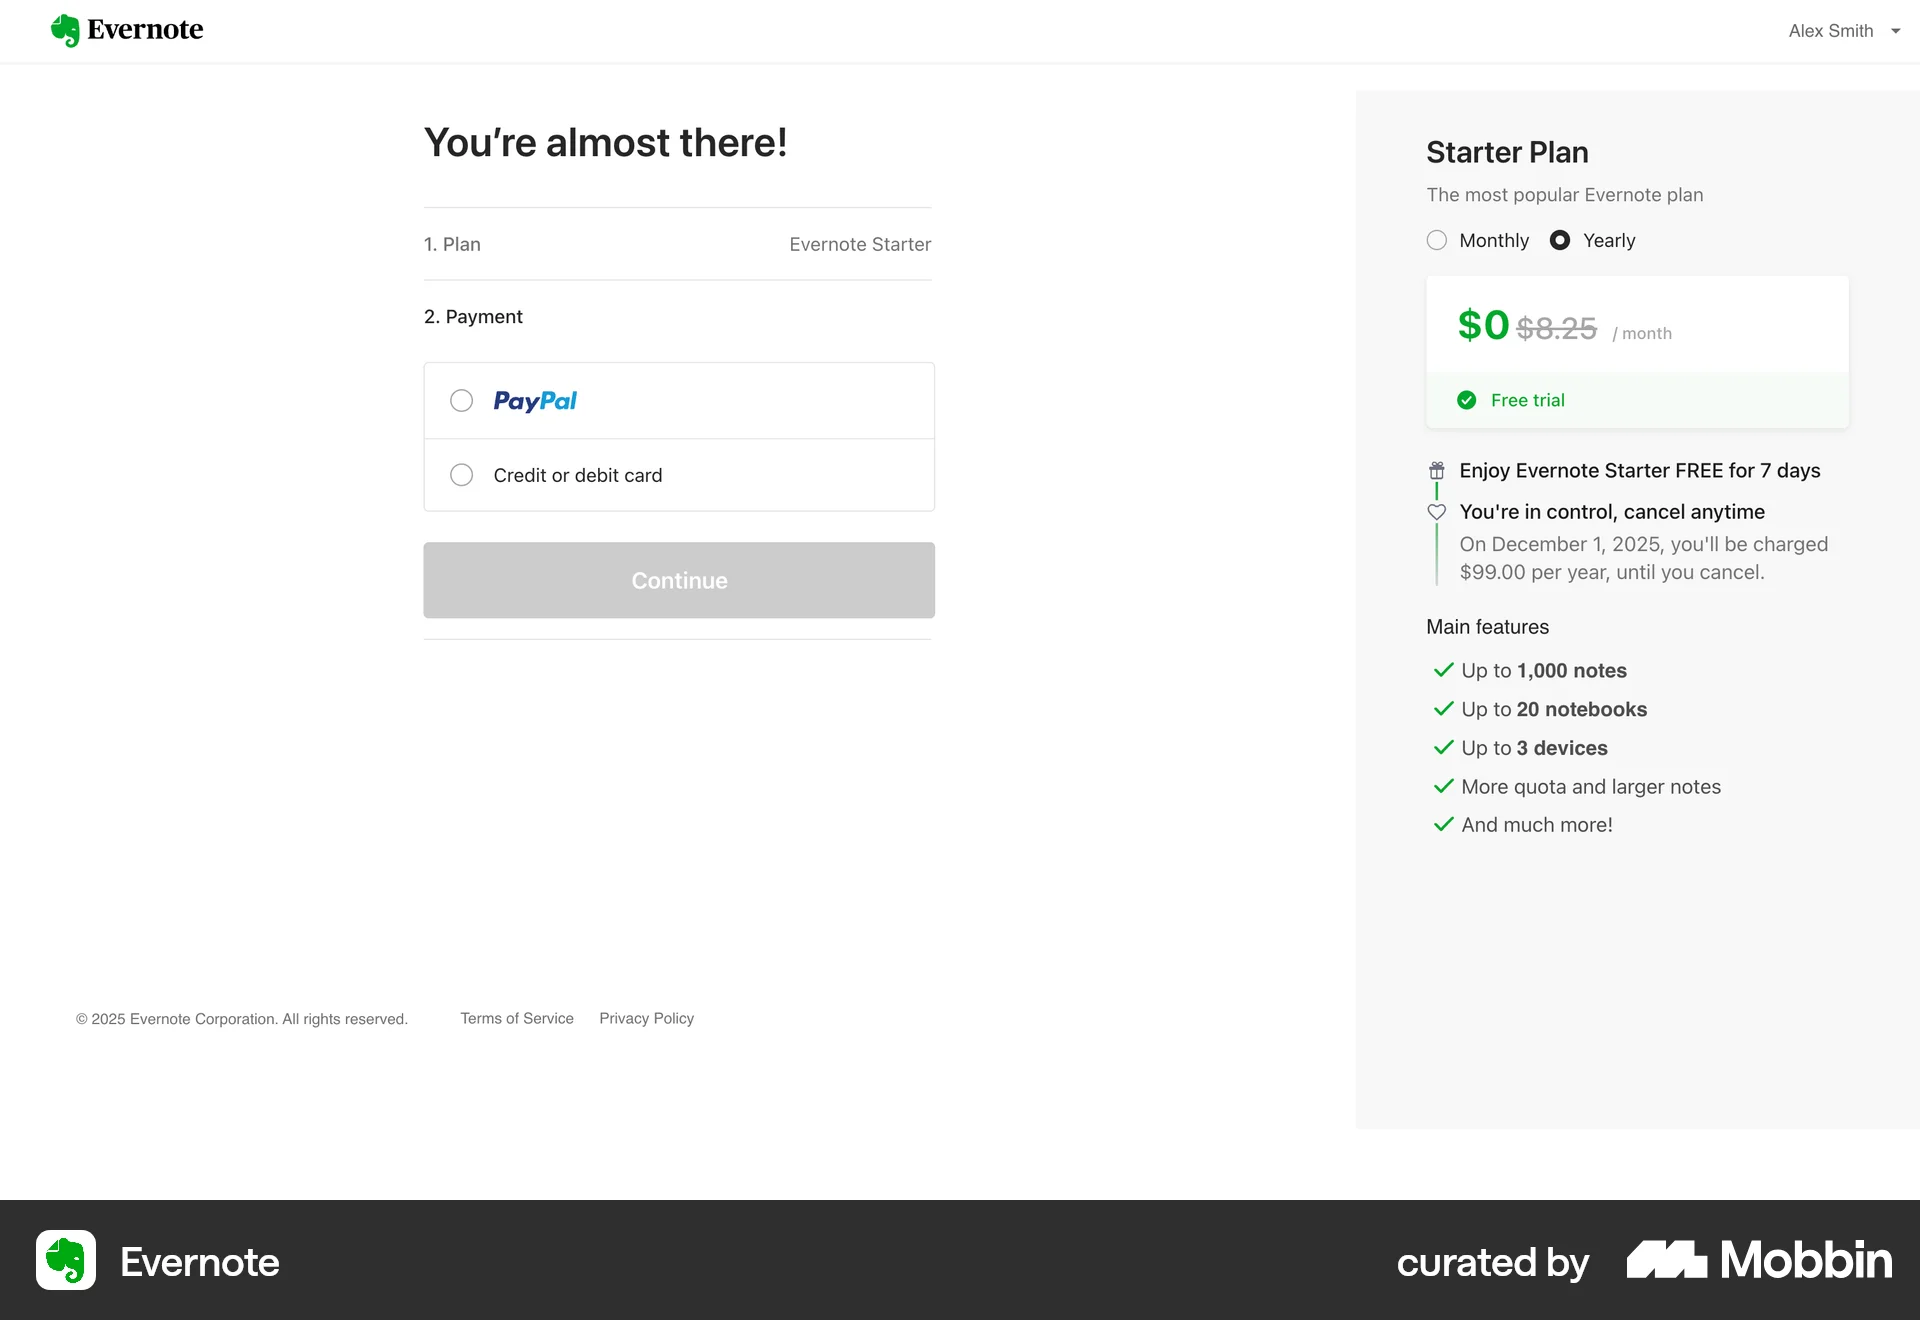 Evernote
Alex Smith
You’re almost there!
1. Plan
Evernote Starter
2. Payment
PayPal
Credit or debit card
Continue
Starter Plan
The most popular Evernote plan
Monthly
Yearly
$0 $8.25 / month
Free trial
Enjoy Evernote Starter FREE for 7 days
You're in control, cancel anytime
On December 1, 2025, you'll be charged
$99.00 per year, until you cancel.
Main features
Up to 1,000 notes
Up to 20 notebooks
Up to 3 devices
More quota and larger notes
And much more!
© 2025 Evernote Corporation. All rights reserved.
Terms of Service
Privacy Policy
Evernote
curated by Mobbin